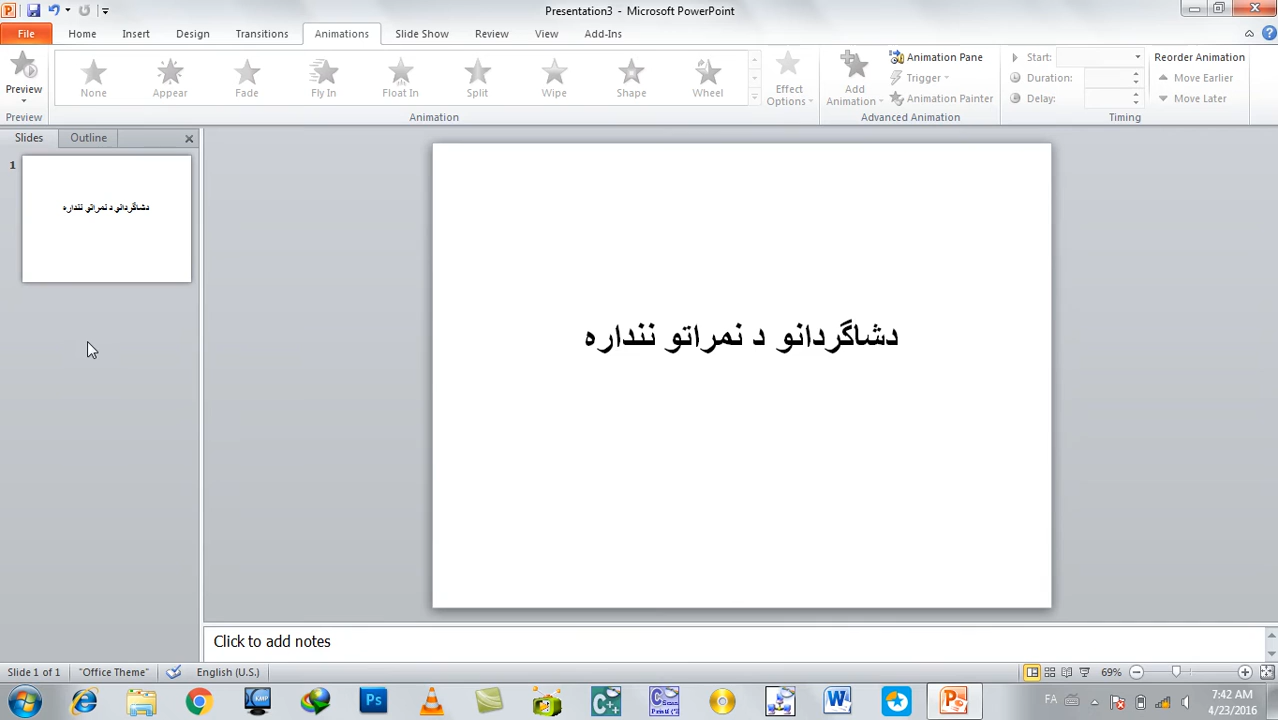 Presentation3 - Microsoft PowerPoint
File Home Insert Design Transitions Animations Slide Show Review View Add-Ins
Preview
None Appear Fade Fly In Float In Split Wipe Shape Wheel
Effect Options
Add Animation
Animation Pane
Trigger
Animation Painter
Start:
Duration:
Delay:
Reorder Animation
Move Earlier
Move Later
Preview Animation Advanced Animation Timing
Slides Outline
1
دشاگردانو د نمراتو ننداره
دشاگردانو د نمراتو ننداره
Click to add notes
Slide 1 of 1 "Office Theme" English (U.S.) 69%
FA 7:42 AM
4/23/2016